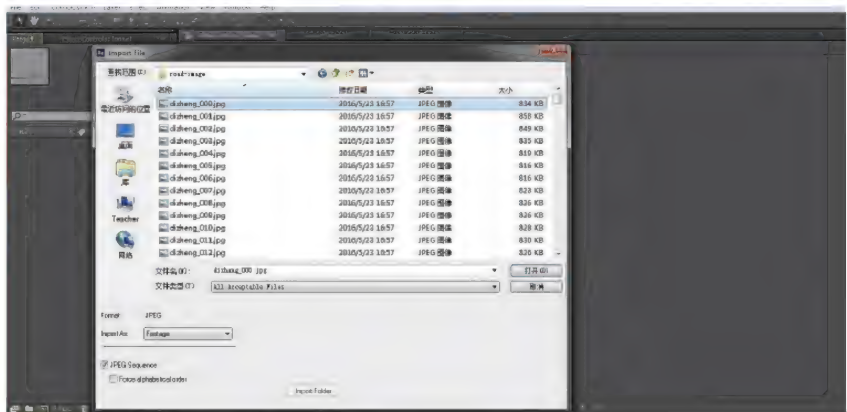 Import File
查找范围(I): road-image
名称 修改日期 类型 大小
dizheng_000.jpg 2016/5/23 16:57 JPEG 图像 834 KB
dizheng_001.jpg 2016/5/23 16:57 JPEG 图像 858 KB
dizheng_002.jpg 2016/5/23 16:57 JPEG 图像 849 KB
dizheng_003.jpg 2016/5/23 16:57 JPEG 图像 835 KB
dizheng_004.jpg 2016/5/23 16:57 JPEG 图像 819 KB
dizheng_005.jpg 2016/5/23 16:57 JPEG 图像 816 KB
dizheng_006.jpg 2016/5/23 16:57 JPEG 图像 816 KB
dizheng_007.jpg 2016/5/23 16:57 JPEG 图像 823 KB
dizheng_008.jpg 2016/5/23 16:57 JPEG 图像 826 KB
dizheng_009.jpg 2016/5/23 16:57 JPEG 图像 836 KB
dizheng_010.jpg 2016/5/23 16:57 JPEG 图像 828 KB
dizheng_011.jpg 2016/5/23 16:57 JPEG 图像 830 KB
dizheng_012.jpg 2016/5/23 16:57 JPEG 图像 826 KB
最近访问的位置
桌面
库
Teacher
网络
文件名(N): dizheng_000.jpg 打开(O)
文件类型(T): All Acceptable Files 取消
Format: JPEG
Import As: Footage
JPEG Sequence
Force alphabetical order
Import Folder